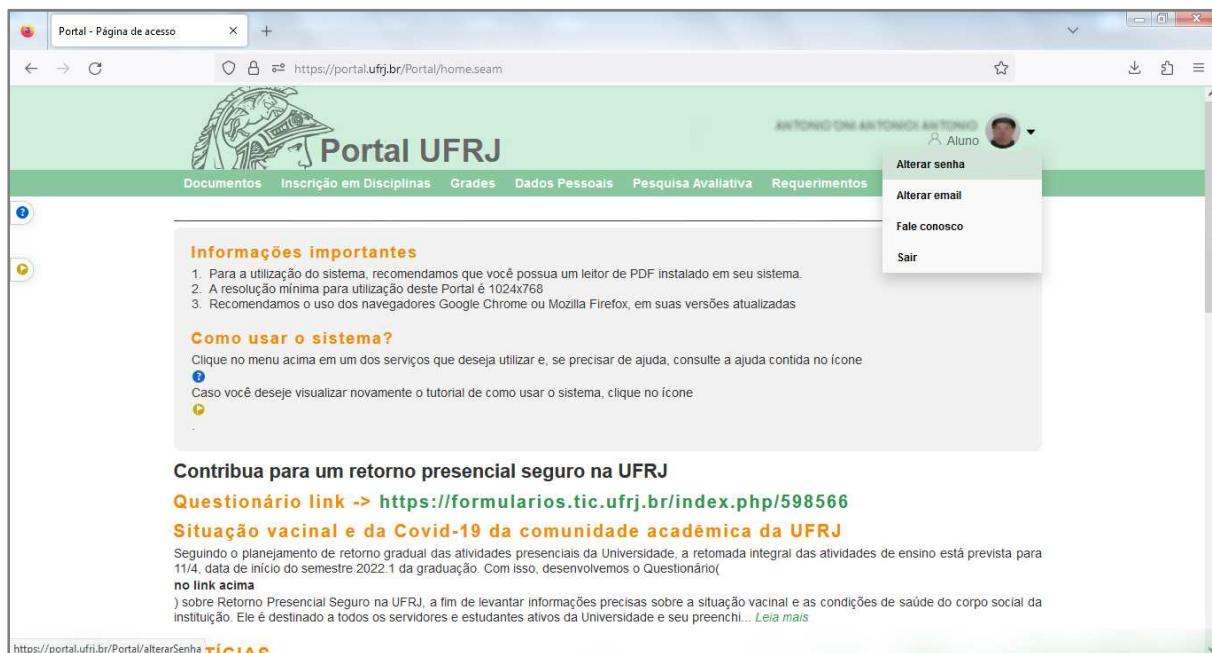 Portal - Página de acesso
https://portal.ufrj.br/Portal/home.seam
Portal UFRJ
Aluno
Alterar senha
Alterar email
Fale conosco
Sair
Documentos Inscrição em Disciplinas Grades Dados Pessoais Pesquisa Avaliativa Requerimentos
Informações importantes
1. Para a utilização do sistema, recomendamos que você possua um leitor de PDF instalado em seu sistema.
2. A resolução mínima para utilização deste Portal é 1024x768
3. Recomendamos o uso dos navegadores Google Chrome ou Mozilla Firefox, em suas versões atualizadas
Como usar o sistema?
Clique no menu acima em um dos serviços que deseja utilizar e, se precisar de ajuda, consulte a ajuda contida no ícone
?
Caso você deseje visualizar novamente o tutorial de como usar o sistema, clique no ícone
.
Contribua para um retorno presencial seguro na UFRJ
Questionário link -> https://formularios.tic.ufrj.br/index.php/598566
Situação vacinal e da Covid-19 da comunidade acadêmica da UFRJ
Seguindo o planejamento de retorno gradual das atividades presenciais da Universidade, a retomada integral das atividades de ensino está prevista para
11/4, data de início do semestre 2022.1 da graduação. Com isso, desenvolvemos o Questionário(
no link acima
) sobre Retorno Presencial Seguro na UFRJ, a fim de levantar informações precisas sobre a situação vacinal e as condições de saúde do corpo social da
instituição. Ele é destinado a todos os servidores e estudantes ativos da Universidade e seu preenchi... Leia mais
https://portal.ufrj.br/Portal/alterarSenha